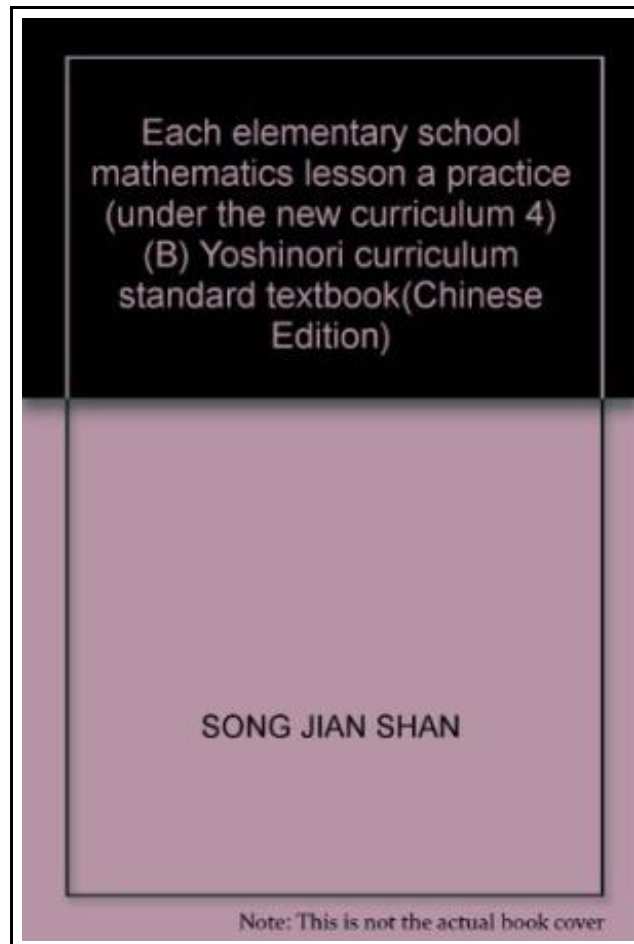 Each elementary school
mathematics lesson a practice
(under the new curriculum 4)
(B) Yoshinori curriculum
standard textbook(Chinese
Edition)
SONG JIAN SHAN
Note: This is not the actual book cover